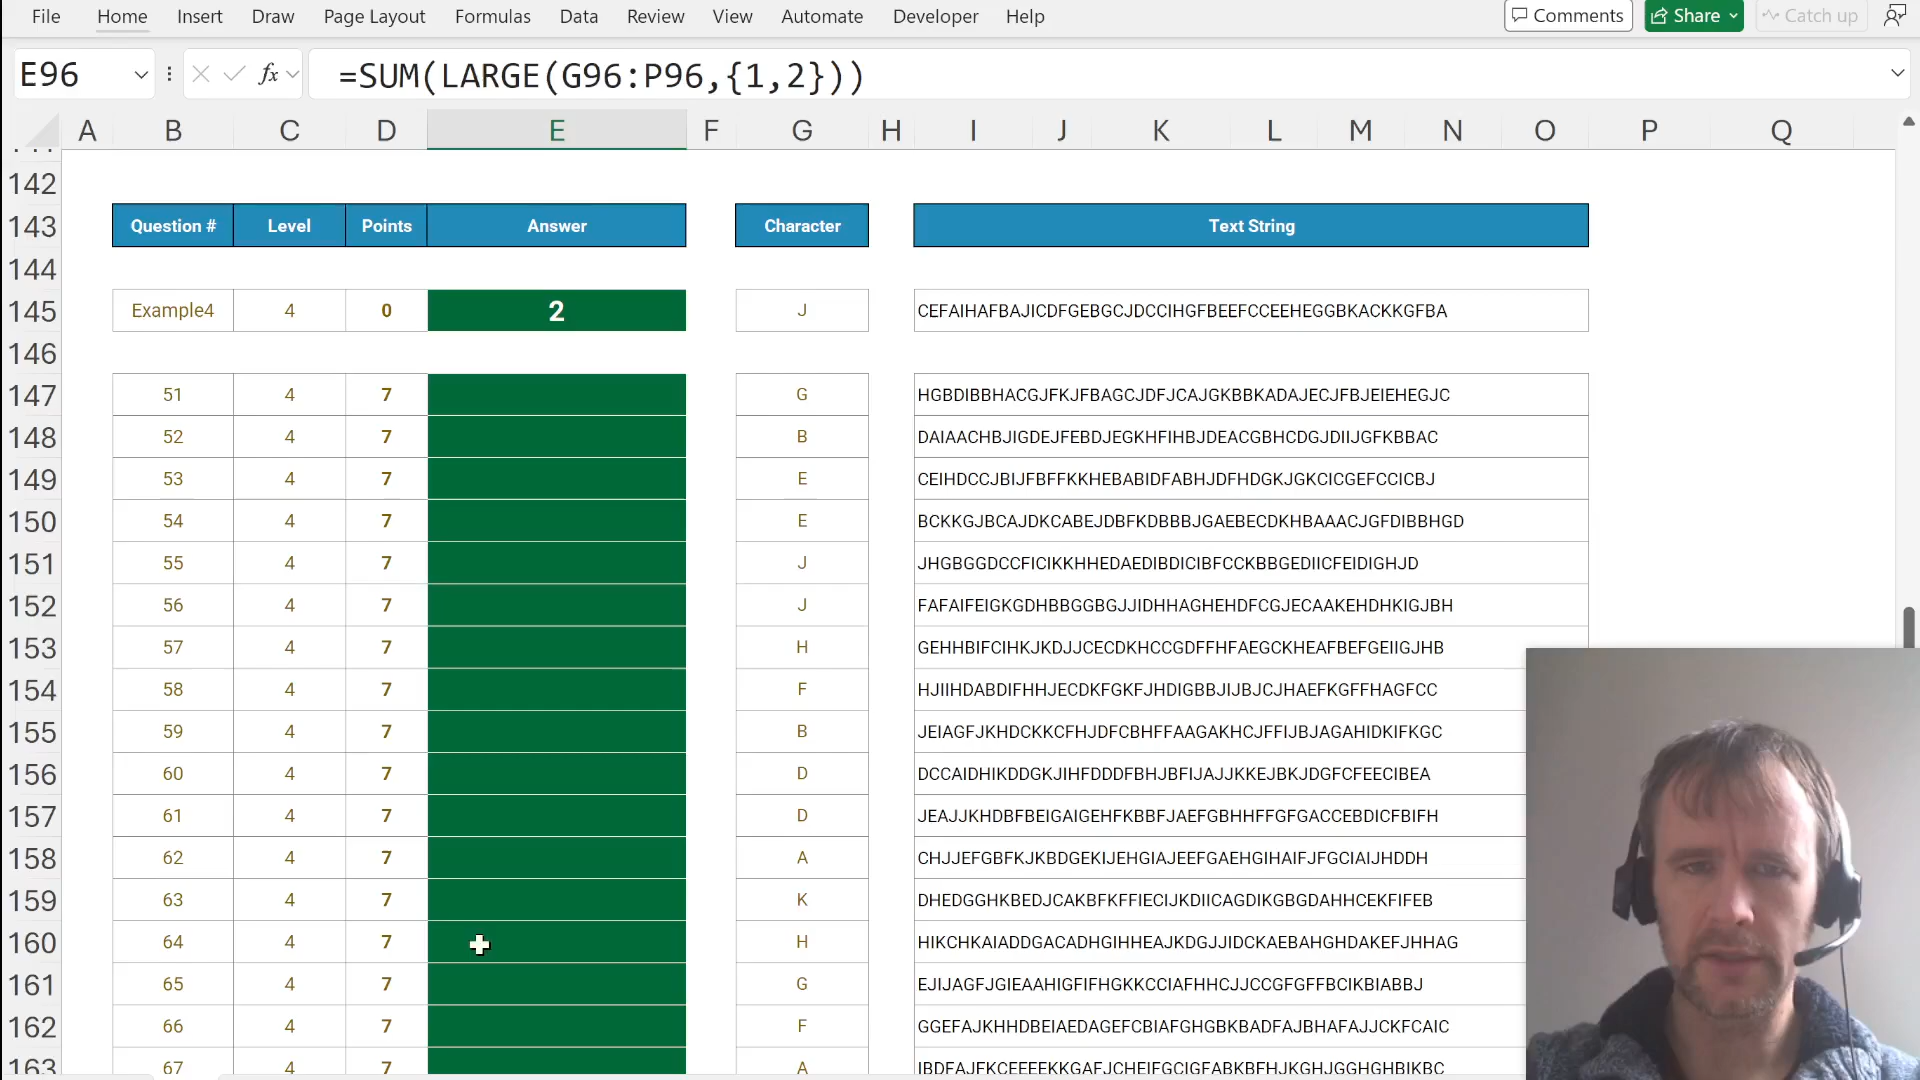 File Home Insert Draw Page Layout Formulas Data Review View Automate Developer Help Comments Share Catch up
E96 fx =SUM(LARGE(G96:P96,{1,2}))
A B C D E F G H I J K L M N O P Q
142
143 Question # Level Points Answer Character Text String
144
145 Example4 4 0 2 J CEFAIHAFBAJICDFGEBGCJDCCIHGFBEEFCCEEHEGGBKACKKGFBA
146
147 51 4 7 G HGBDIBBHACGJFKJFBAGCJDFJCAJGKBBKADAJECJFBJEIEHEGJC
148 52 4 7 B DAIAACHBJIGDEJFEBDJEGKHFIHBJDEACGBHCDGJDIIJGFKBBAC
149 53 4 7 E CEIHDCCJBIJFBFFKKHEBABIDFABHJDFHDGKJGKCICGEFCCICBJ
150 54 4 7 E BCKKGJBCAJDKCABEJDBFKDBBBJGAEBECDKHBAAACJGFDIBBHGD
151 55 4 7 J JHGBGGDCCFICIKKHHEDAEDIBDICIBFCCKBBGEDIICFEIDIGHJD
152 56 4 7 J FAFAIFEIGKGDHBBGGBGJJIDHHAGHEHDFCGJECAAKEHDHKIGJBH
153 57 4 7 H GEHHBIFCIHKJKDJJCECDKHCCGDFFHFAEGCKHEAFBEFGEIIGJHB
154 58 4 7 F HJIIHDABDIFHHJECDKFGKFJHDIGBBJIJBJCJHAEFKGFFHAGFCC
155 59 4 7 B JEIAGFJKHDCKKCFHJDFCBHFFAAGAKHCJFFIJBJAGAHIDKIFKGC
156 60 4 7 D DCCAIDHIKDDGKJIHFDDDFBHJBFIJAJJKKEJBKJDGFCFEECIBEA
157 61 4 7 D JEAJJKHDBFBEIGAIGEHFKBBFJAEFGBHHFFGFGACCEBDICFBIFH
158 62 4 7 A CHJJEFGBFKJKBDGEKIJEHGIAJEEFGAEHGIHAIFJFGCIAIJHDDH
159 63 4 7 K DHEDGGHKBEDJCAKBFKFFIECIJKDIICAGDIKGBGDAHHCEKFIFEB
160 64 4 7 H HIKCHKAIADDGACADHGIHHEAJKDGJJIDCKAEBAHGHDAKEFJHHAG
161 65 4 7 G EJIJAGFJGIEAAHIGFIFHGKKCCIAFHHCJJCCGFGFFBCIKBIABBJ
162 66 4 7 F GGEFAJKHHDBEIAEDAGEFCBIAFGHGBKBADFAJBHAFAJJCKFCAIC
163 67 4 7 A IBDFAJFKCEEEEKKGAFJCHEIFGCIGFABKBFHJKGHJGGHGHBIKBC